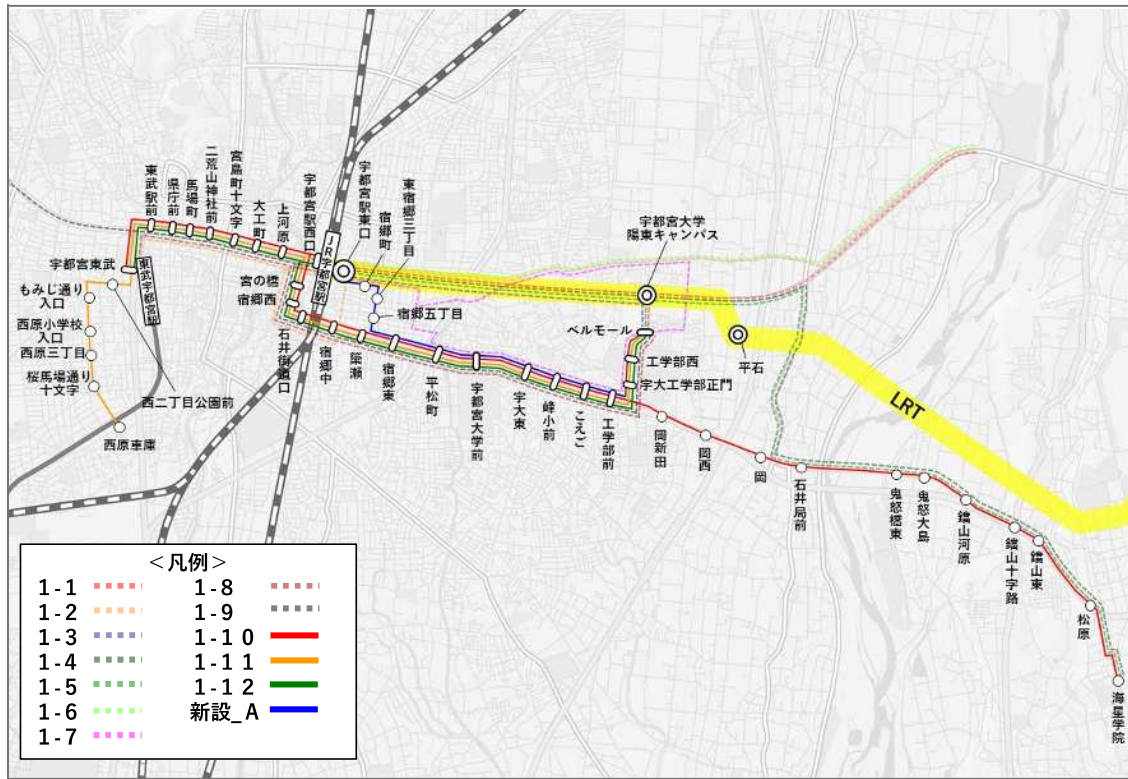 東武駅前
県庁前
馬場町
二荒山神社前
宮島町十文字
大工町
上河原
宇都宮駅西口
JR宇都宮駅
宇都宮駅東口
宿郷町
東宿郷三丁目
宇都宮大学
陽東キャンパス
宇都宮東武
東武宇都宮駅
もみじ通り
入口
西原小学校
入口
西原三丁目
桜馬場通り
十文字
西二丁目公園前
西原車庫
宮の橋
宿郷西
石井街道口
宿郷中
簗瀬
宿郷五丁目
宿郷東
平松町
宇都宮大学前
宇大東
峰小前
こえご
工学部前
ベルモール
工学部西
宇大工学部正門
平石
LRT
岡新田
岡西
岡
石井局前
鬼怒橋東
鬼怒大島
鐺山河原
鐺山十字路
鐺山東
松原
海星学院
<凡例>
1-1
1-2
1-3
1-4
1-5
1-6
1-7
1-8
1-9
1-10
1-11
1-12
新設_A